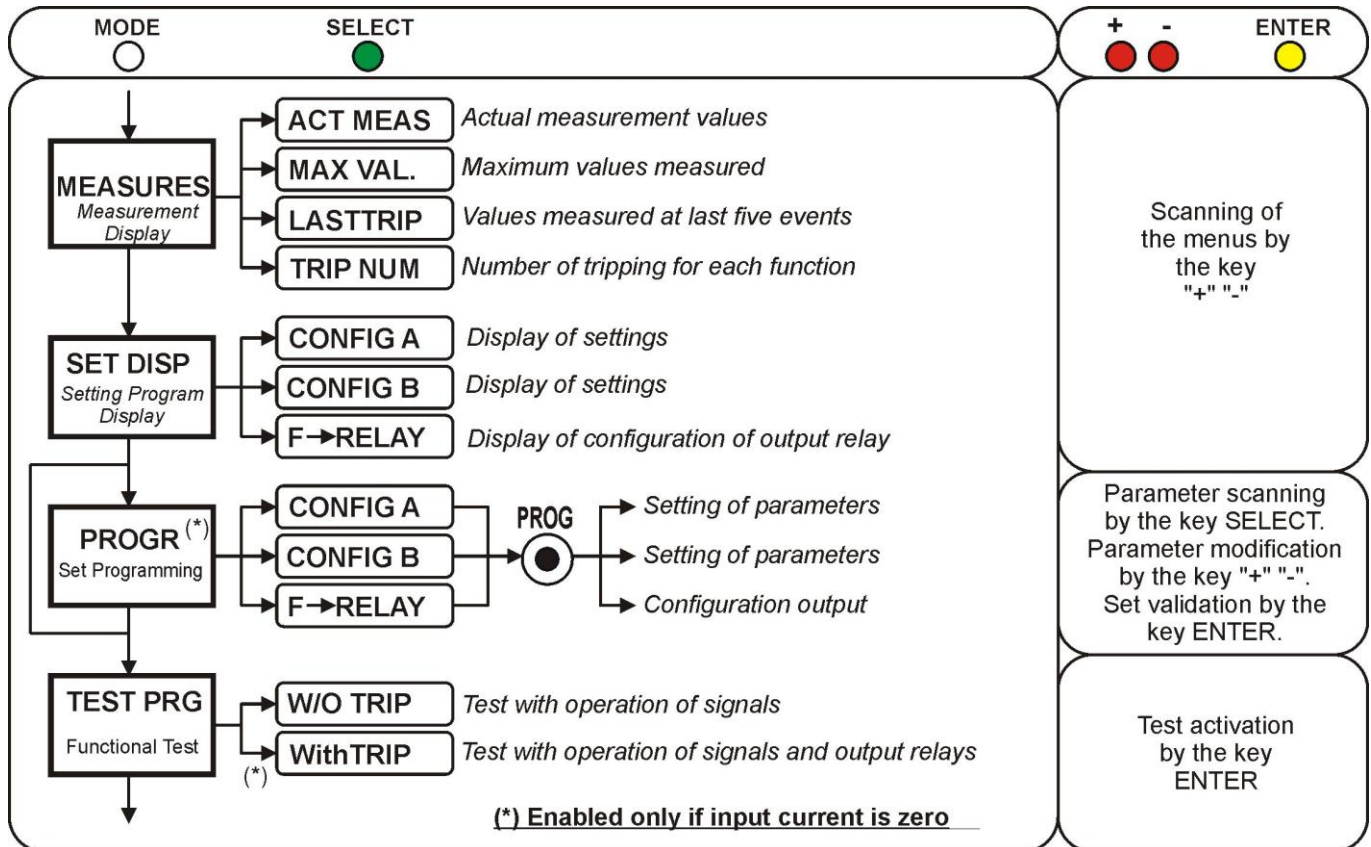 MODE
SELECT
+ -
ENTER
MEASURES
Measurement
Display
ACT MEAS
Actual measurement values
MAX VAL.
Maximum values measured
LASTTRIP
Values measured at last five events
TRIP NUM
Number of tripping for each function
Scanning of
the menus by
the key
"+" "-"
SET DISP
Setting Program
Display
CONFIG A
Display of settings
CONFIG B
Display of settings
F→RELAY
Display of configuration of output relay
PROGR (*)
Set Programming
CONFIG A
CONFIG B
F→RELAY
PROG
Setting of parameters
Setting of parameters
Configuration output
Parameter scanning
by the key SELECT.
Parameter modification
by the key "+" "-".
Set validation by the
key ENTER.
TEST PRG
Functional Test
W/O TRIP
Test with operation of signals
(*)
WithTRIP
Test with operation of signals and output relays
Test activation
by the key
ENTER
(*) Enabled only if input current is zero